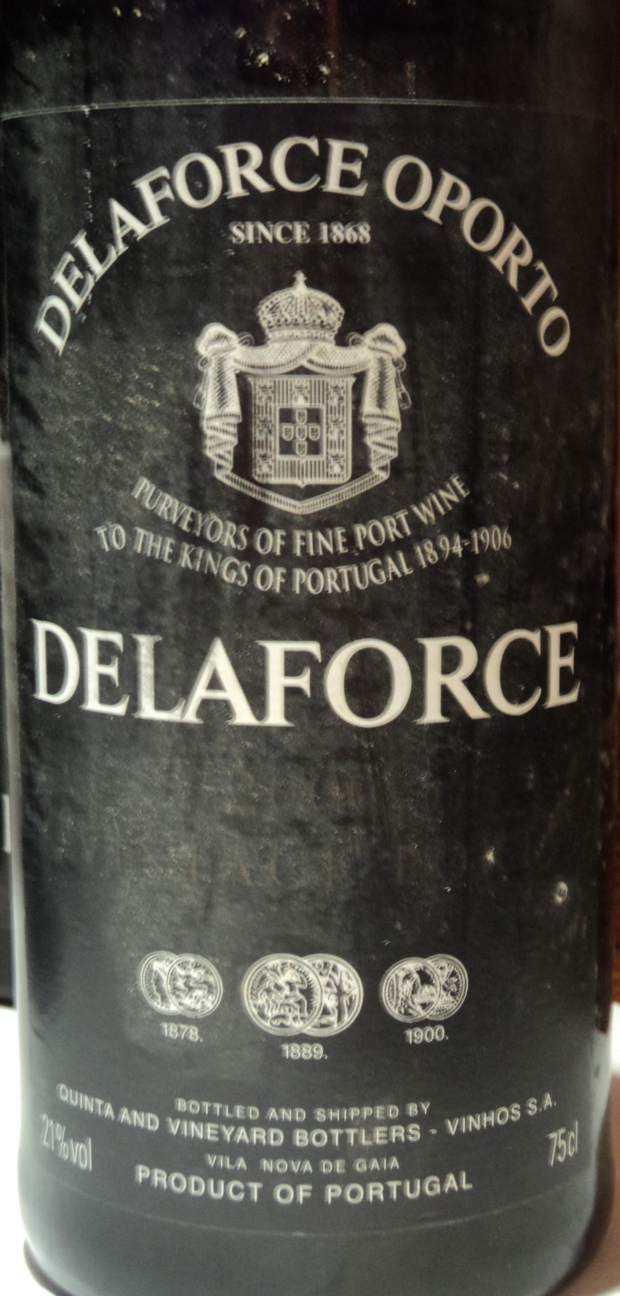 DELAFORCE OPORTO
SINCE 1868
PURVEYORS OF FINE PORT WINE
TO THE KINGS OF PORTUGAL 1894-1906
DELAFORCE
VINTAGE PORT
1878.
1889.
1900.
BOTTLED AND SHIPPED BY
QUINTA AND VINEYARD BOTTLERS - VINHOS S.A.
21%vol
VILA NOVA DE GAIA
75cl
PRODUCT OF PORTUGAL